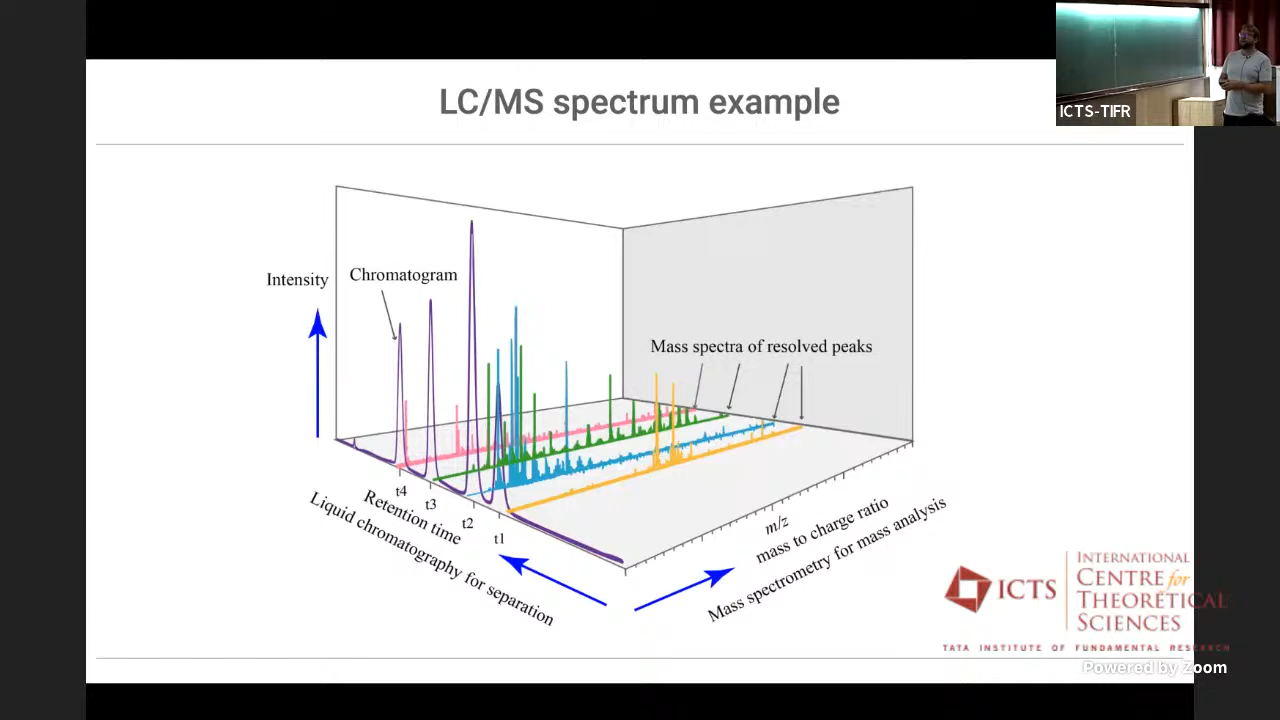 LC/MS spectrum example
ICTS-TIFR
Intensity
Chromatogram
Mass spectra of resolved peaks
t4
t3
t2
t1
Retention time
Liquid chromatography for separation
m/z
mass to charge ratio
Mass spectrometry for mass analysis
ICTS
INTERNATIONAL
CENTRE for
THEORETICAL
SCIENCES
TATA INSTITUTE OF FUNDAMENTAL RESEARCH
Powered by Zoom